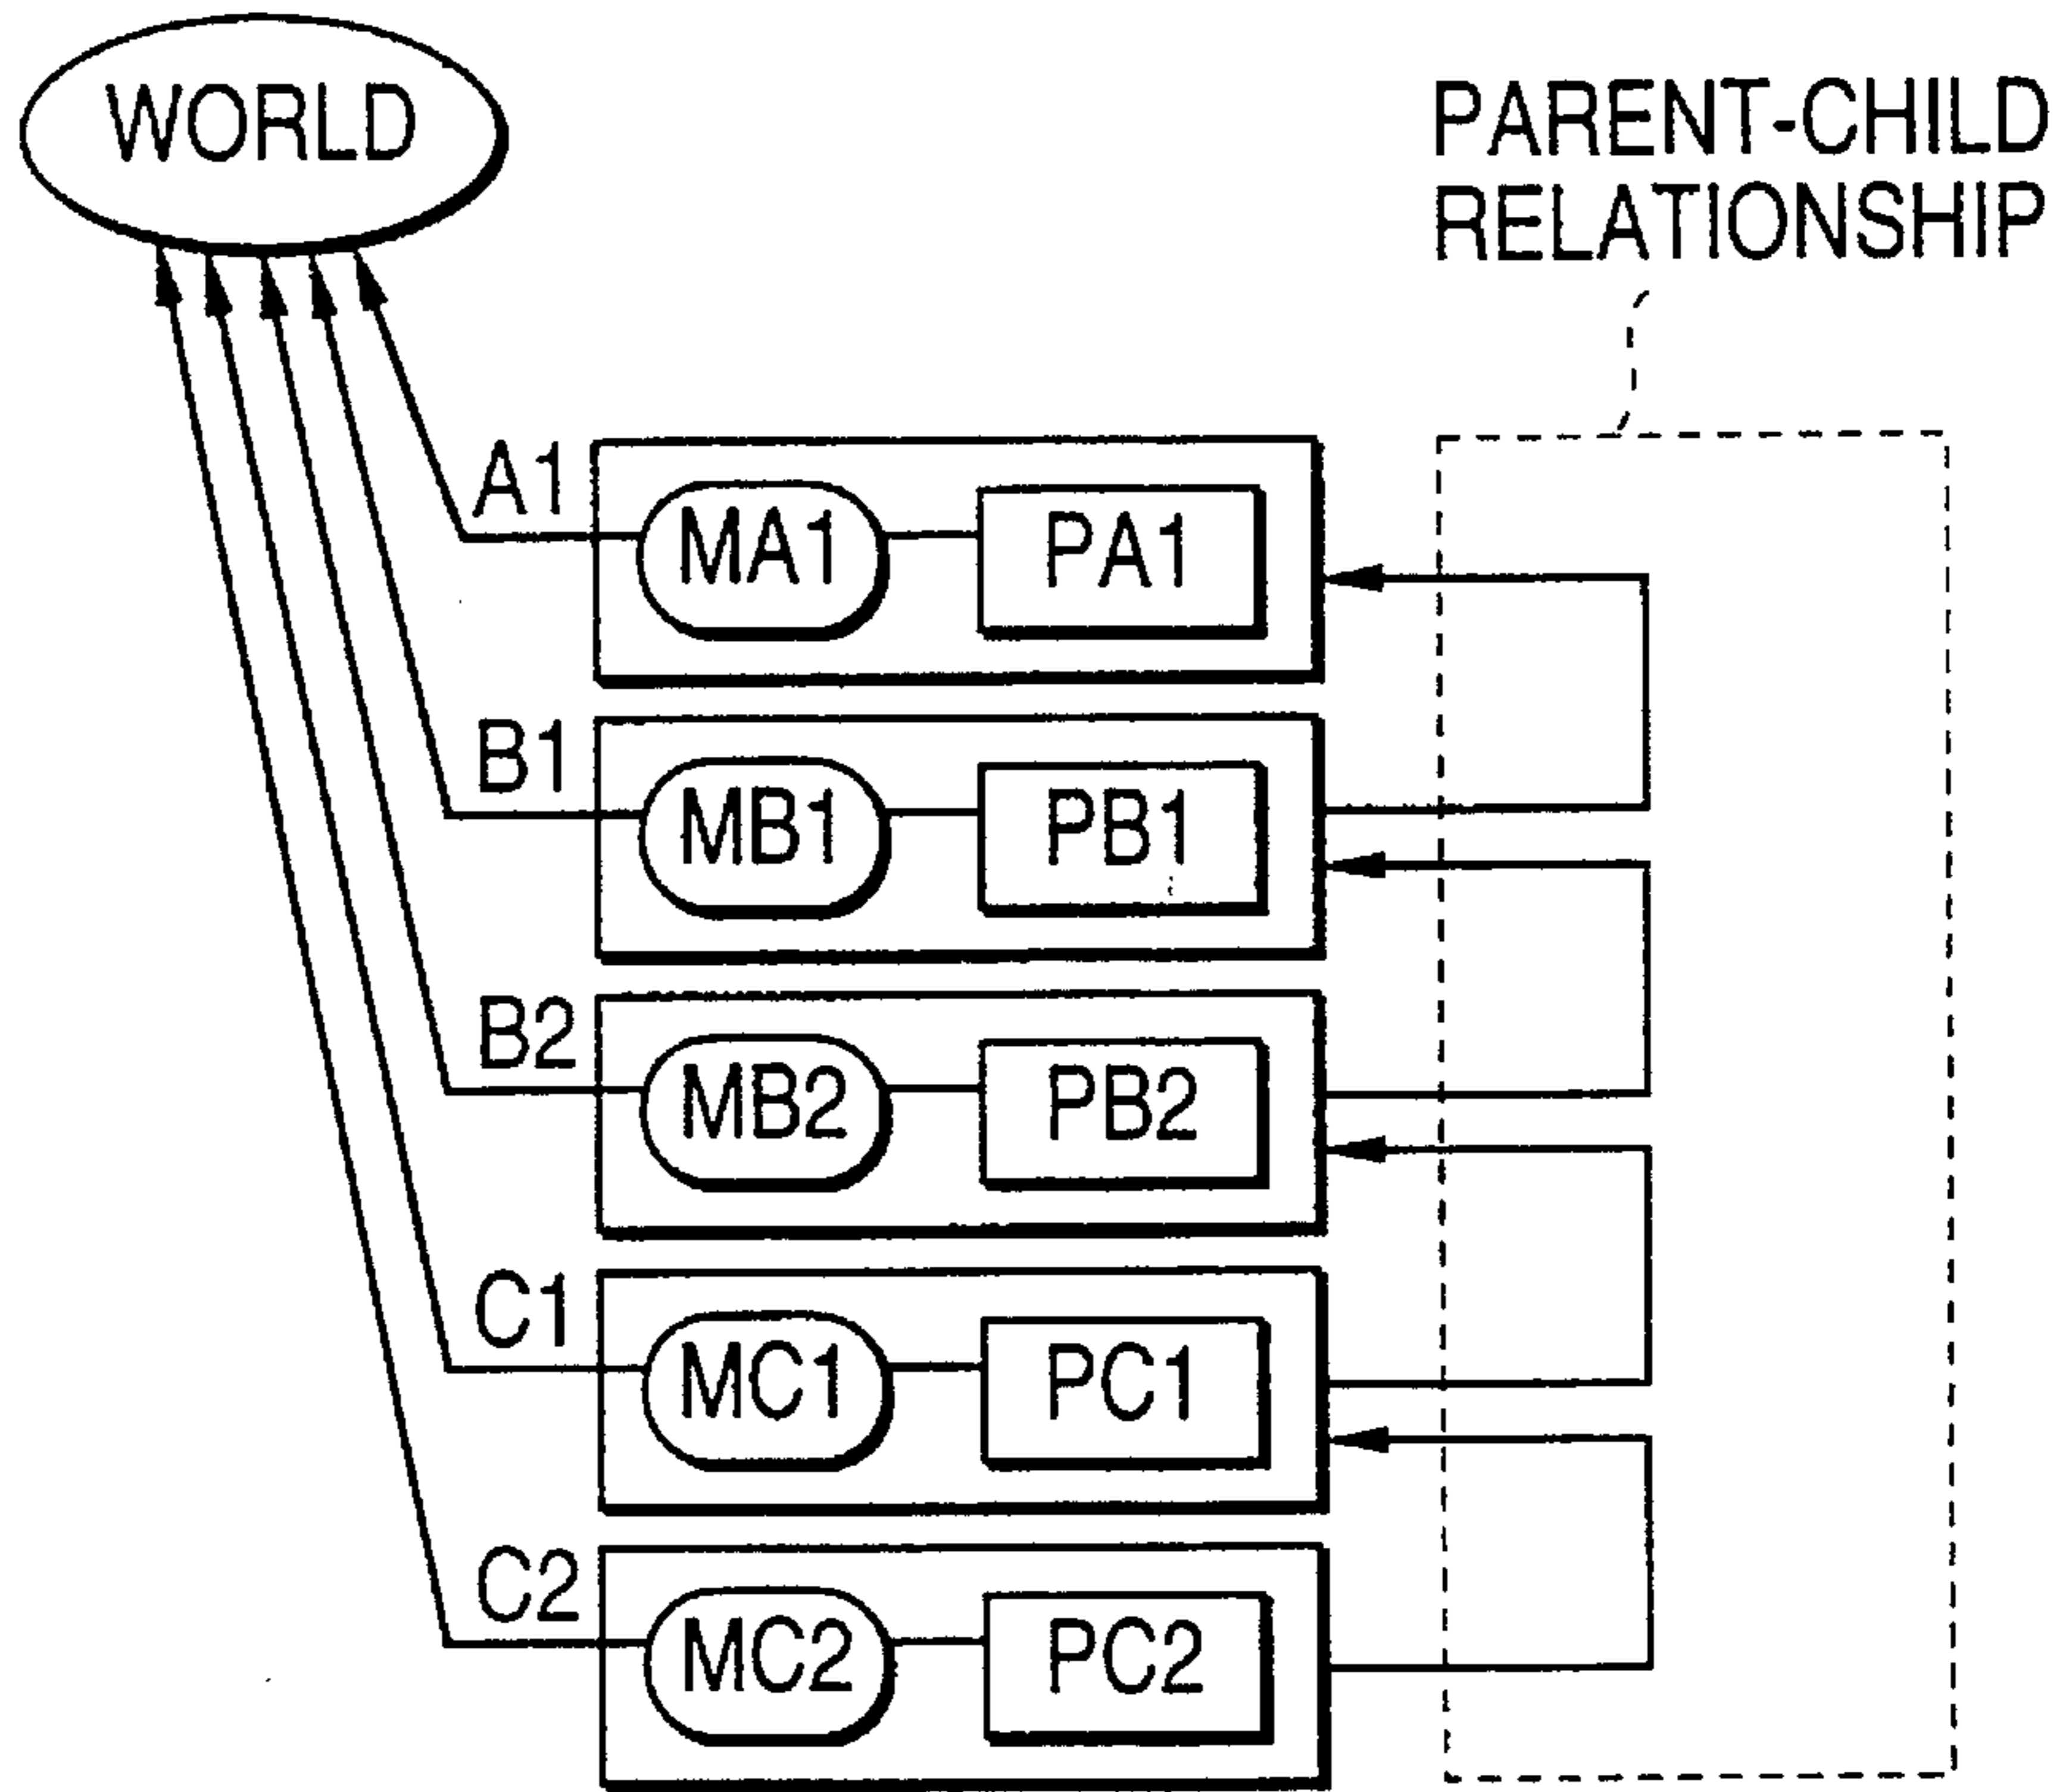 WORLD
PARENT-CHILD
RELATIONSHIP
A1
MA1
PA1
B1
MB1
PB1
B2
MB2
PB2
C1
MC1
PC1
C2
MC2
PC2